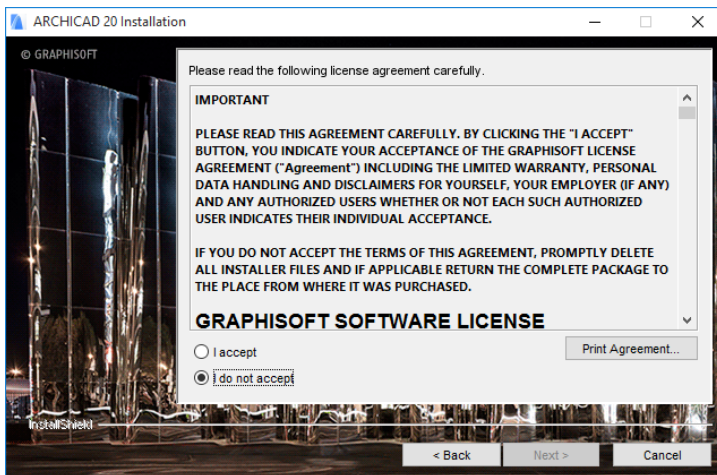 ARCHICAD 20 Installation
© GRAPHISOFT
Please read the following license agreement carefully.
IMPORTANT
PLEASE READ THIS AGREEMENT CAREFULLY. BY CLICKING THE "I ACCEPT"
BUTTON, YOU INDICATE YOUR ACCEPTANCE OF THE GRAPHISOFT LICENSE
AGREEMENT ("Agreement") INCLUDING THE LIMITED WARRANTY, PERSONAL
DATA HANDLING AND DISCLAIMERS FOR YOURSELF, YOUR EMPLOYER (IF ANY)
AND ANY AUTHORIZED USERS WHETHER OR NOT EACH SUCH AUTHORIZED
USER INDICATES THEIR INDIVIDUAL ACCEPTANCE.
IF YOU DO NOT ACCEPT THE TERMS OF THIS AGREEMENT, PROMPTLY DELETE
ALL INSTALLER FILES AND IF APPLICABLE RETURN THE COMPLETE PACKAGE TO
THE PLACE FROM WHERE IT WAS PURCHASED.
GRAPHISOFT SOFTWARE LICENSE
I accept
Print Agreement...
I do not accept
InstallShield
< Back
Next >
Cancel